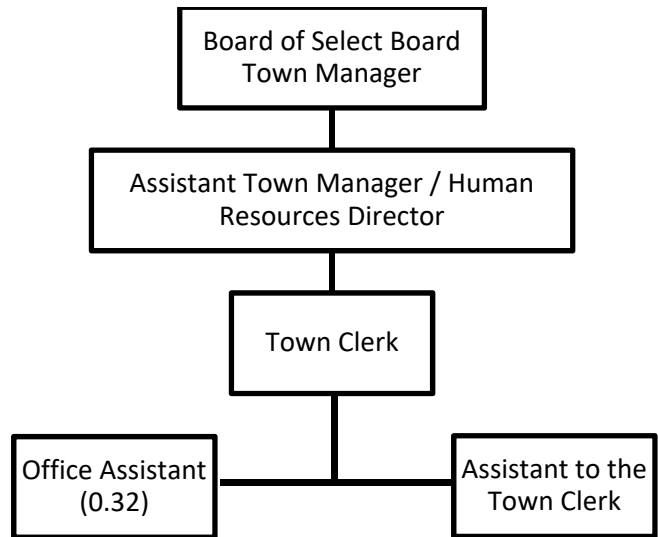 Board of Select Board
Town Manager
Assistant Town Manager / Human
Resources Director
Town Clerk
Office Assistant
(0.32)
Assistant to the
Town Clerk